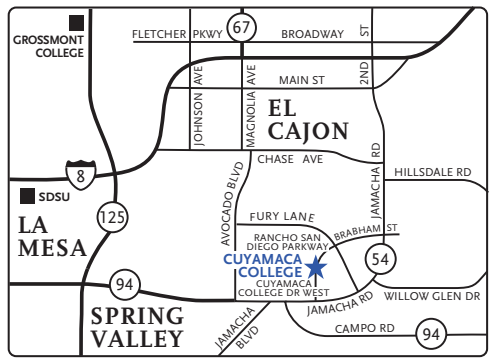 GROSSMONT
COLLEGE
FLETCHER PKWY
67
BROADWAY
2ND ST
JOHNSON AVE
MAGNOLIA AVE
MAIN ST
EL
CAJON
CHASE AVE
8
SDSU
HILLSDALE RD
JAMACHA RD
AVOCADO BLVD
LA
MESA
125
FURY LANE
RANCHO SAN
DIEGO PARKWAY
BRABHAM ST
CUYAMACA
COLLEGE
54
94
CUYAMACA
COLLEGE DR WEST
JAMACHA RD
WILLOW GLEN DR
SPRING
VALLEY
JAMACHA
BLVD
CAMPO RD
94